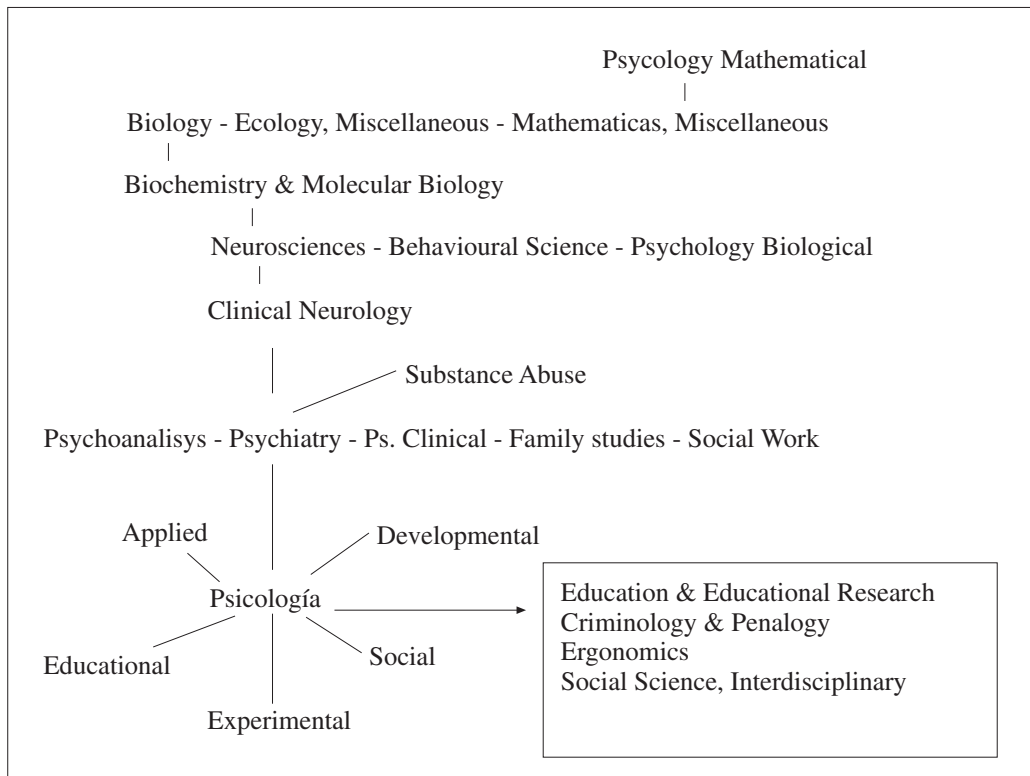 Psycology Mathematical
Biology - Ecology, Miscellaneous - Mathematicas, Miscellaneous
Biochemistry & Molecular Biology
Neurosciences - Behavioural Science - Psychology Biological
Clinical Neurology
Substance Abuse
Psychoanalisys - Psychiatry - Ps. Clinical - Family studies - Social Work
Applied
Developmental
Psicología
Educational
Social
Experimental
Education & Educational Research
Criminology & Penalogy
Ergonomics
Social Science, Interdisciplinary